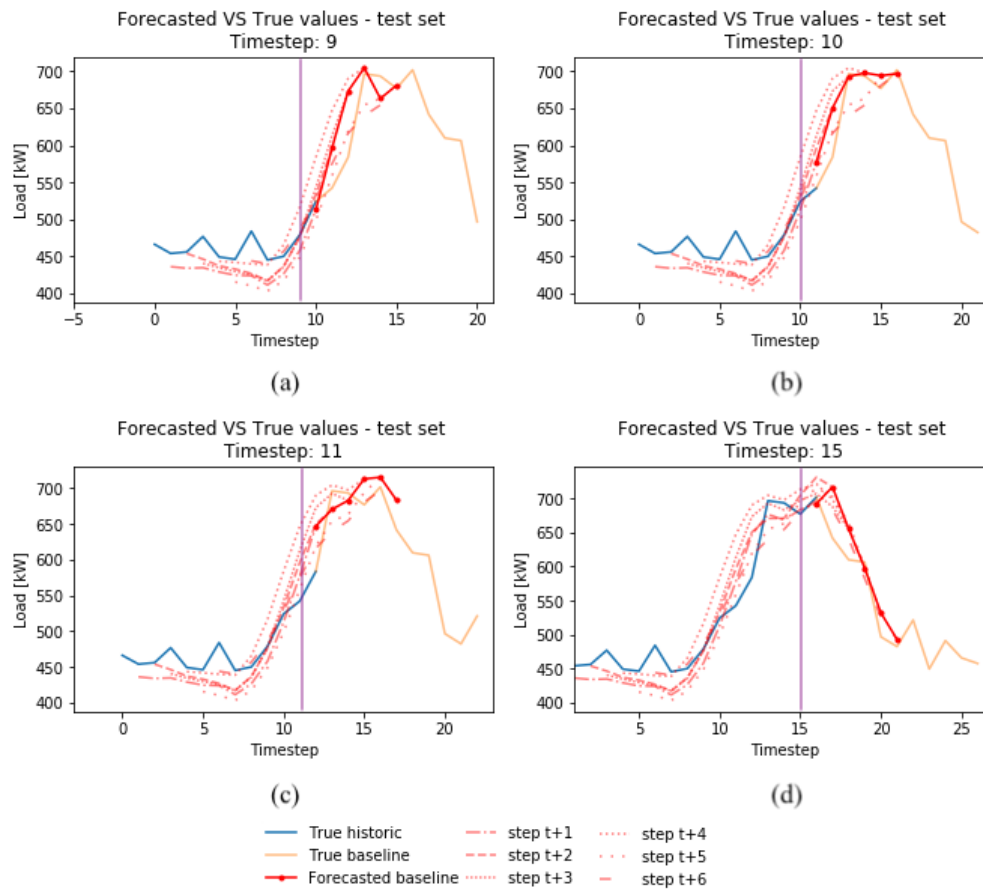 Forecasted VS True values - test set
Timestep: 9
700
650
600
550
500
450
400
Load [kW]
−5 0 5 10 15 20
Timestep
(a)
Forecasted VS True values - test set
Timestep: 10
700
650
600
550
500
450
400
Load [kW]
0 5 10 15 20
Timestep
(b)
Forecasted VS True values - test set
Timestep: 11
700
650
600
550
500
450
400
Load [kW]
0 5 10 15 20
Timestep
(c)
Forecasted VS True values - test set
Timestep: 15
700
650
600
550
500
450
400
Load [kW]
5 10 15 20 25
Timestep
(d)
True historic
True baseline
Forecasted baseline
step t+1
step t+2
step t+3
step t+4
step t+5
step t+6